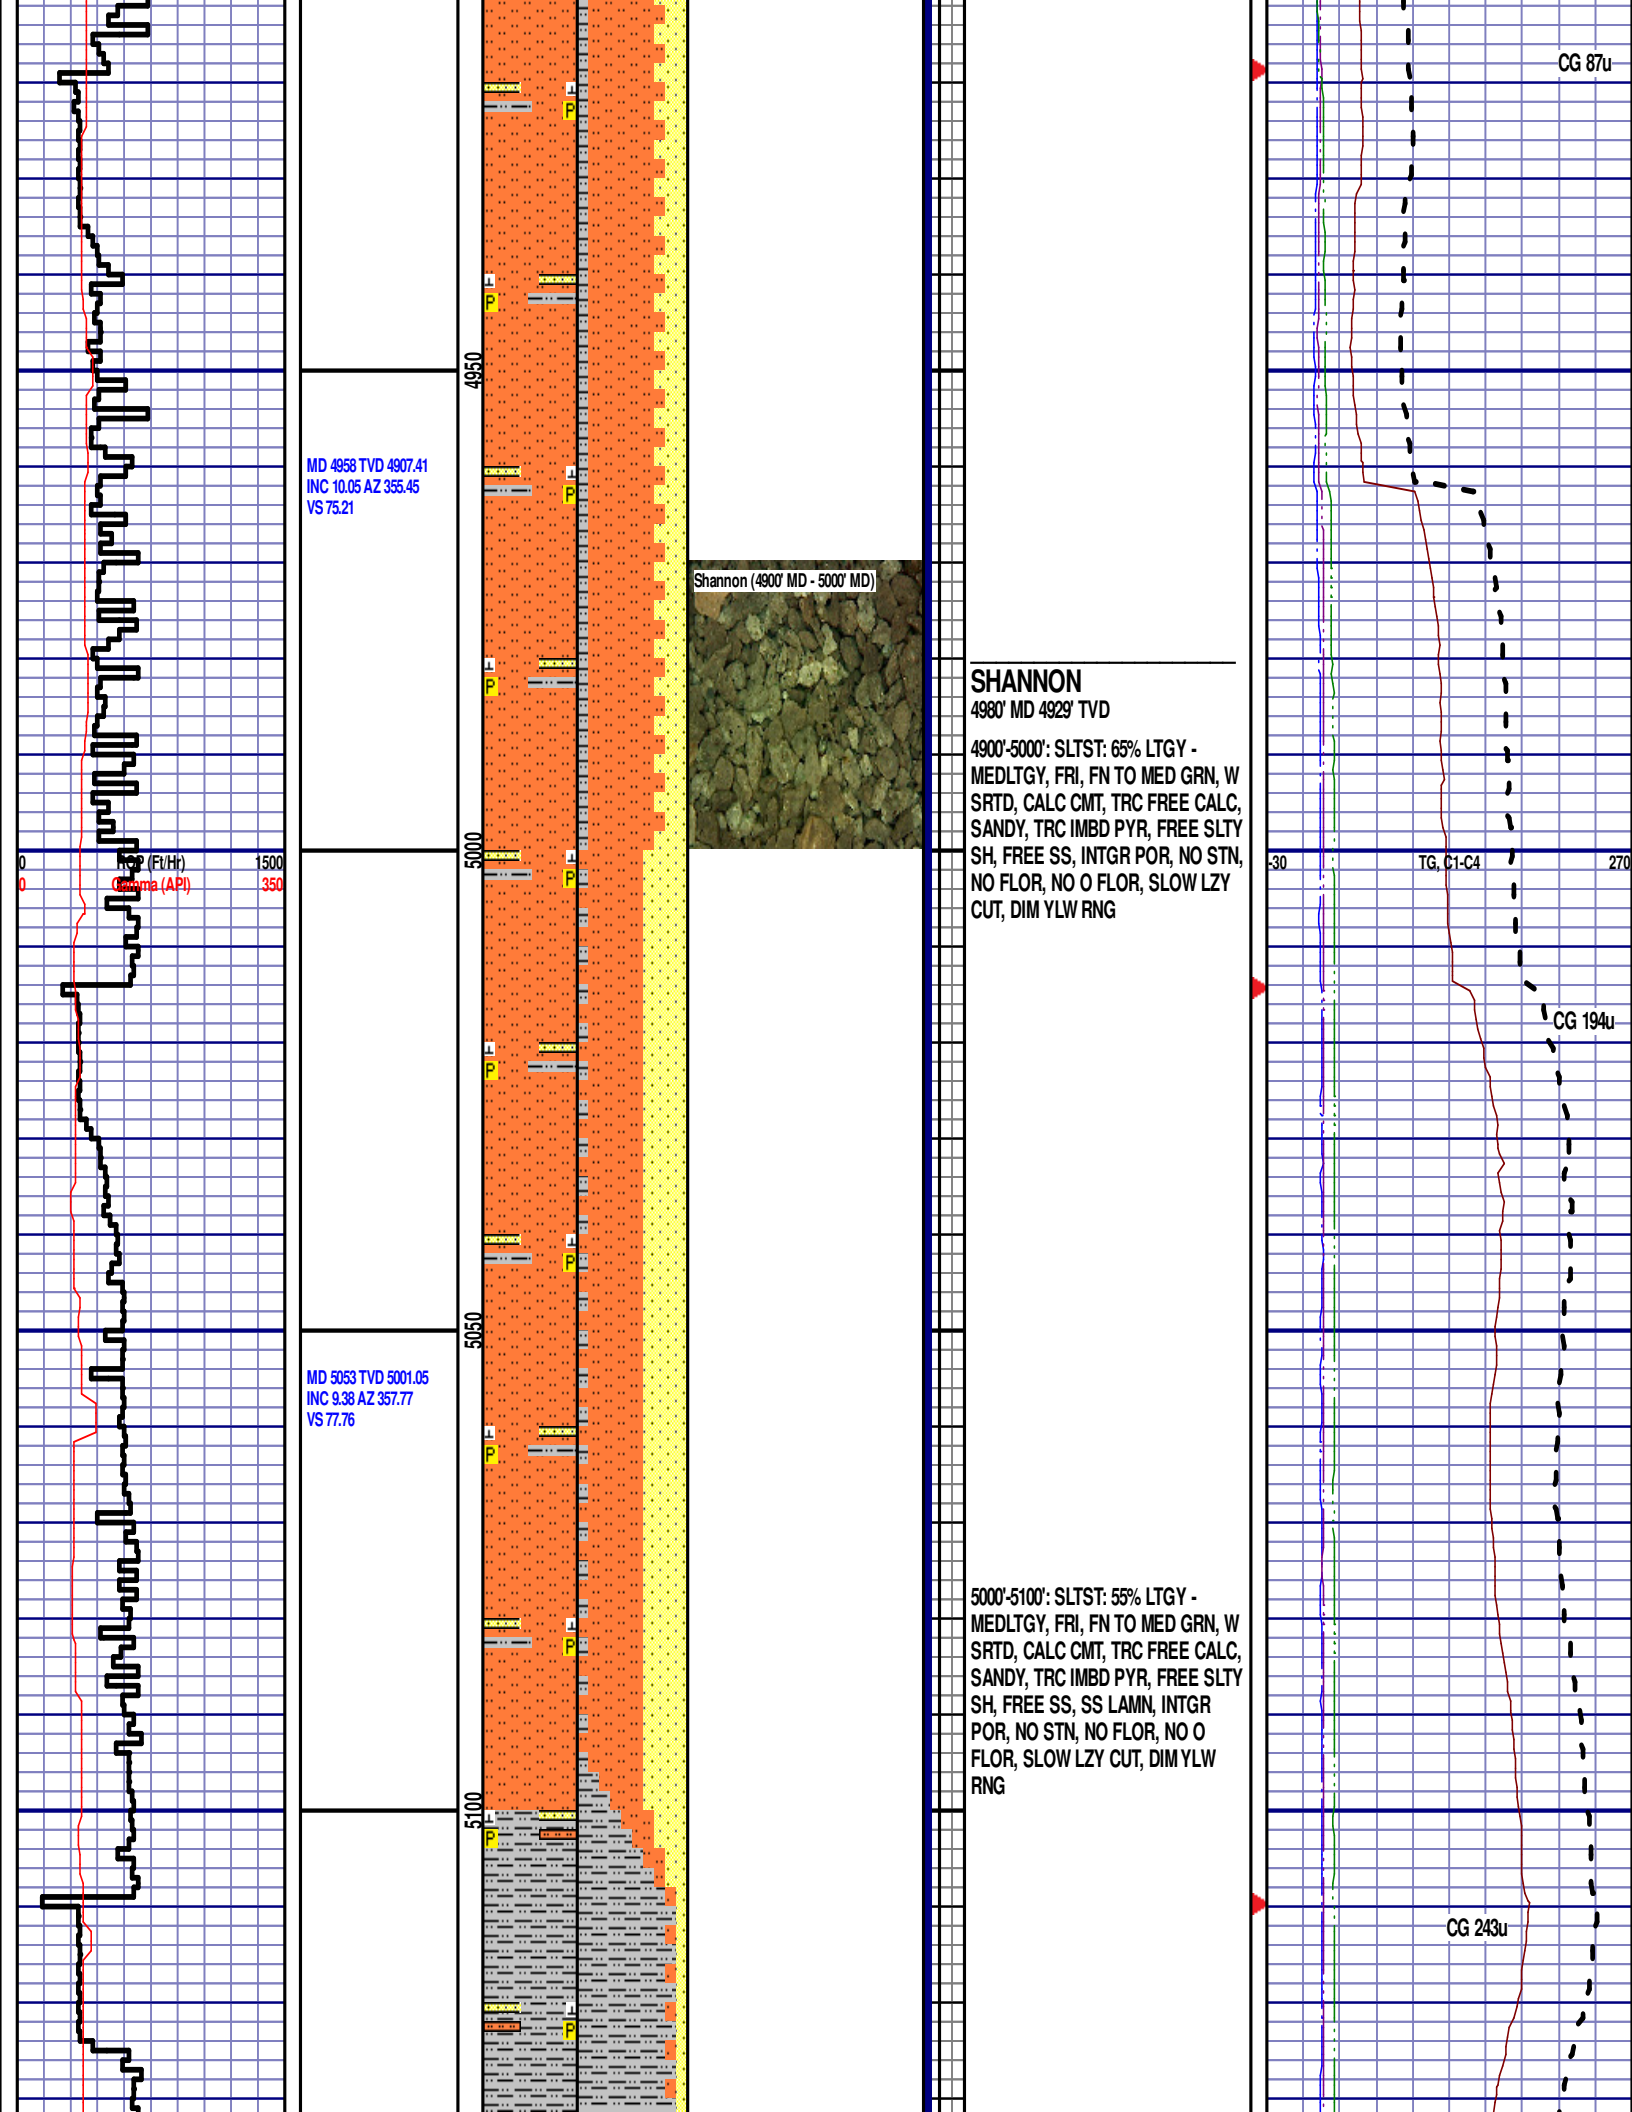 CG 87u
4950
MD 4958 TVD 4907.41
INC 10.05 AZ 355.45
VS 75.21
Shannon (4900' MD - 5000' MD)
SHANNON
4980' MD 4929' TVD
4900'-5000': SLTST: 65% LTGY -
MEDLTGY, FRI, FN TO MED GRN, W
SRTD, CALC CMT, TRC FREE CALC,
SANDY, TRC IMBD PYR, FREE SLTY
SH, FREE SS, INTGR POR, NO STN,
NO FLOR, NO O FLOR, SLOW LZY
CUT, DIM YLW RNG
5000
0 ROP (Ft/Hr) 1500
0 Gamma (API) 350
-30 TG, C1-C4 270
CG 194u
5050
MD 5053 TVD 5001.05
INC 9.38 AZ 357.77
VS 77.76
5000'-5100': SLTST: 55% LTGY -
MEDLTGY, FRI, FN TO MED GRN, W
SRTD, CALC CMT, TRC FREE CALC,
SANDY, TRC IMBD PYR, FREE SLTY
SH, FREE SS, SS LAMN, INTGR
POR, NO STN, NO FLOR, NO O
FLOR, SLOW LZY CUT, DIM YLW
RNG
5100
CG 243u
P
P
P
P
P
P
P
P
P
P
P